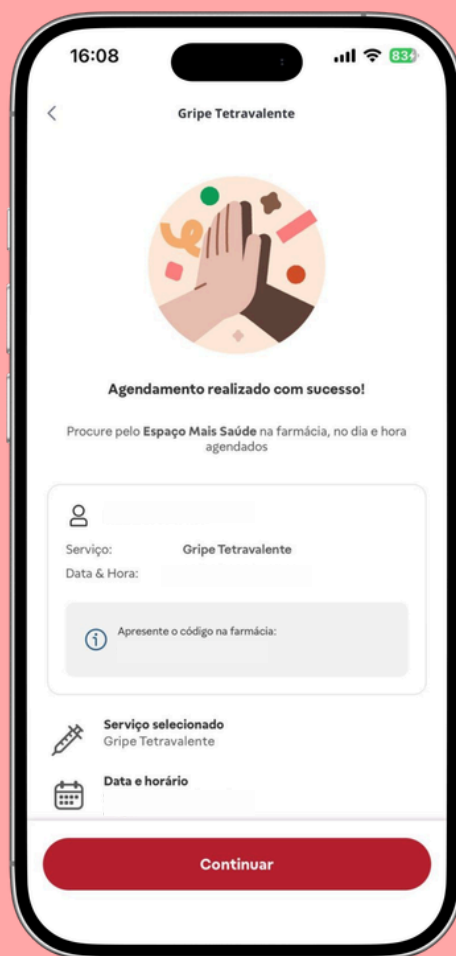 16:08
83
Gripe Tetravalente
Agendamento realizado com sucesso!
Procure pelo Espaço Mais Saúde na farmácia, no dia e hora
agendados
Serviço: Gripe Tetravalente
Data & Hora:
Apresente o código na farmácia:
Serviço selecionado
Gripe Tetravalente
Data e horário
Continuar